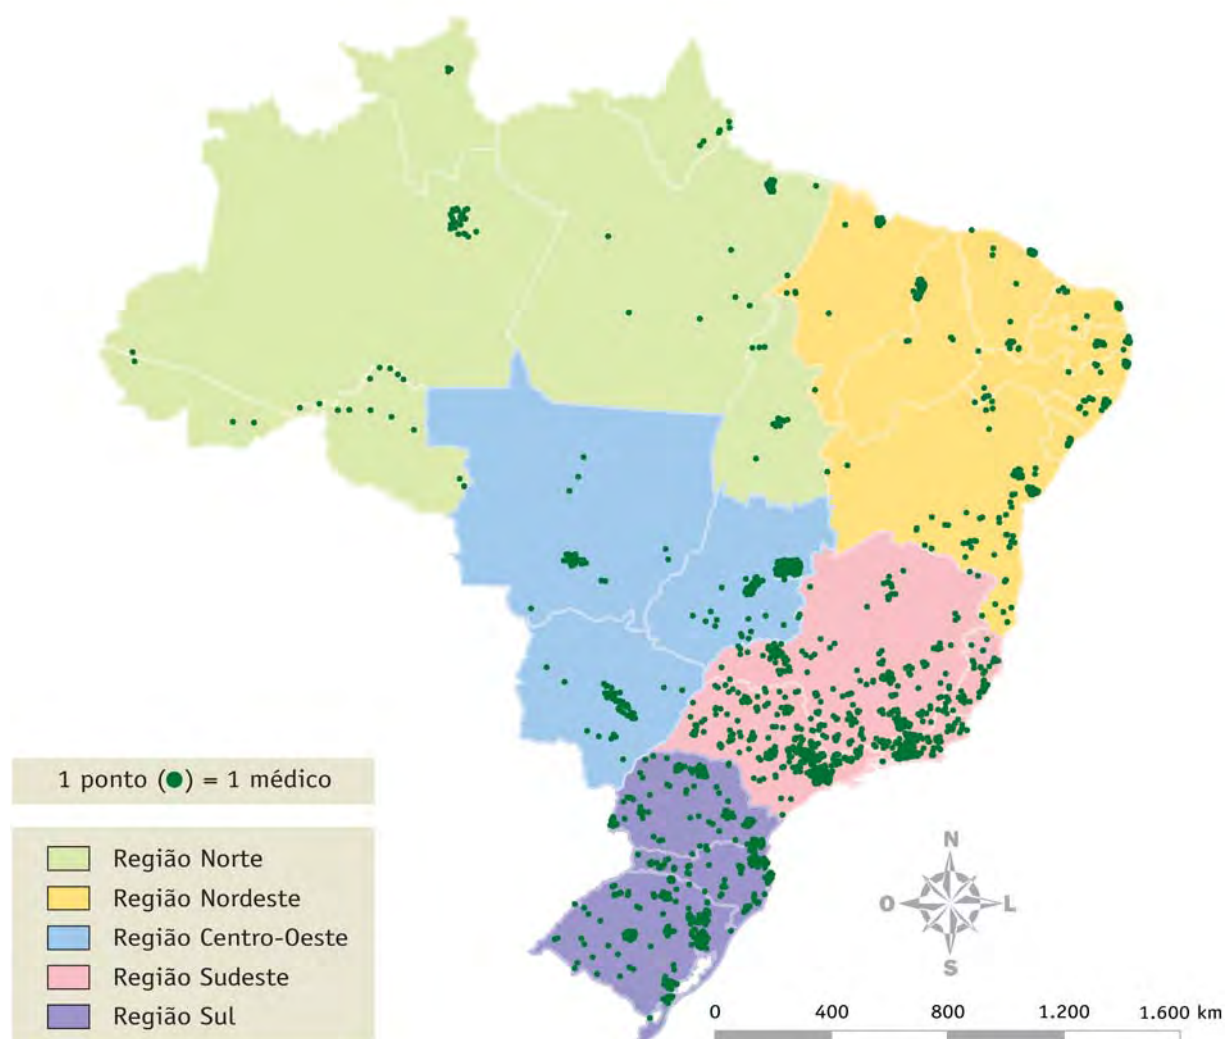 1 ponto (●) = 1 médico
Região Norte
Região Nordeste
Região Centro-Oeste
Região Sudeste
Região Sul
N
O L
S
0 400 800 1.200 1.600 km